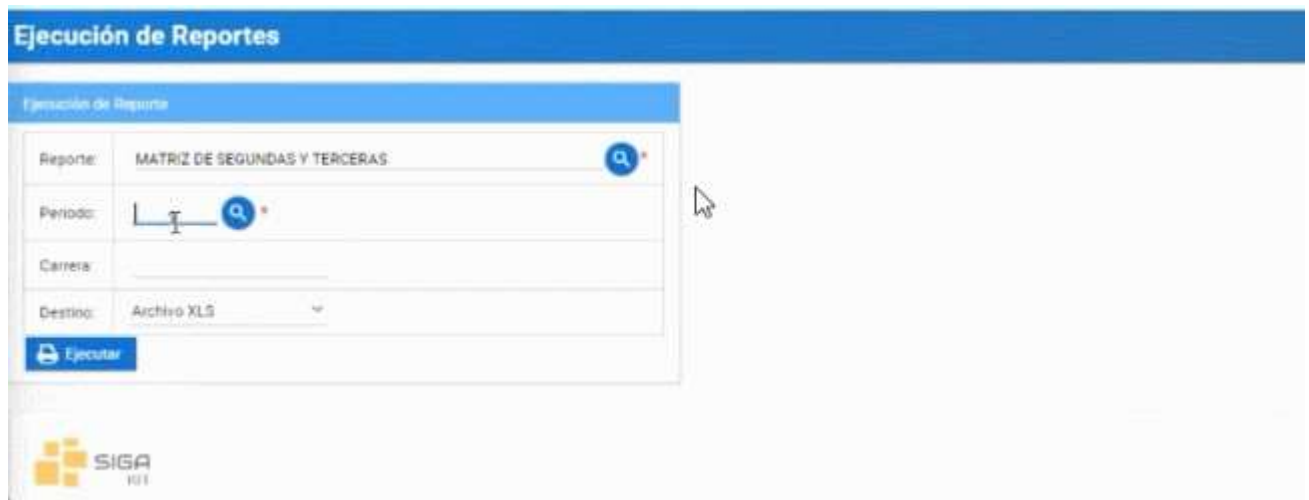 Ejecución de Reportes
Ejecución de Reporte
Reporte: MATRIZ DE SEGUNDAS Y TERCERAS *
Periodo: *
Carrera:
Destino: Archivo XLS
Ejecutar
SIGA